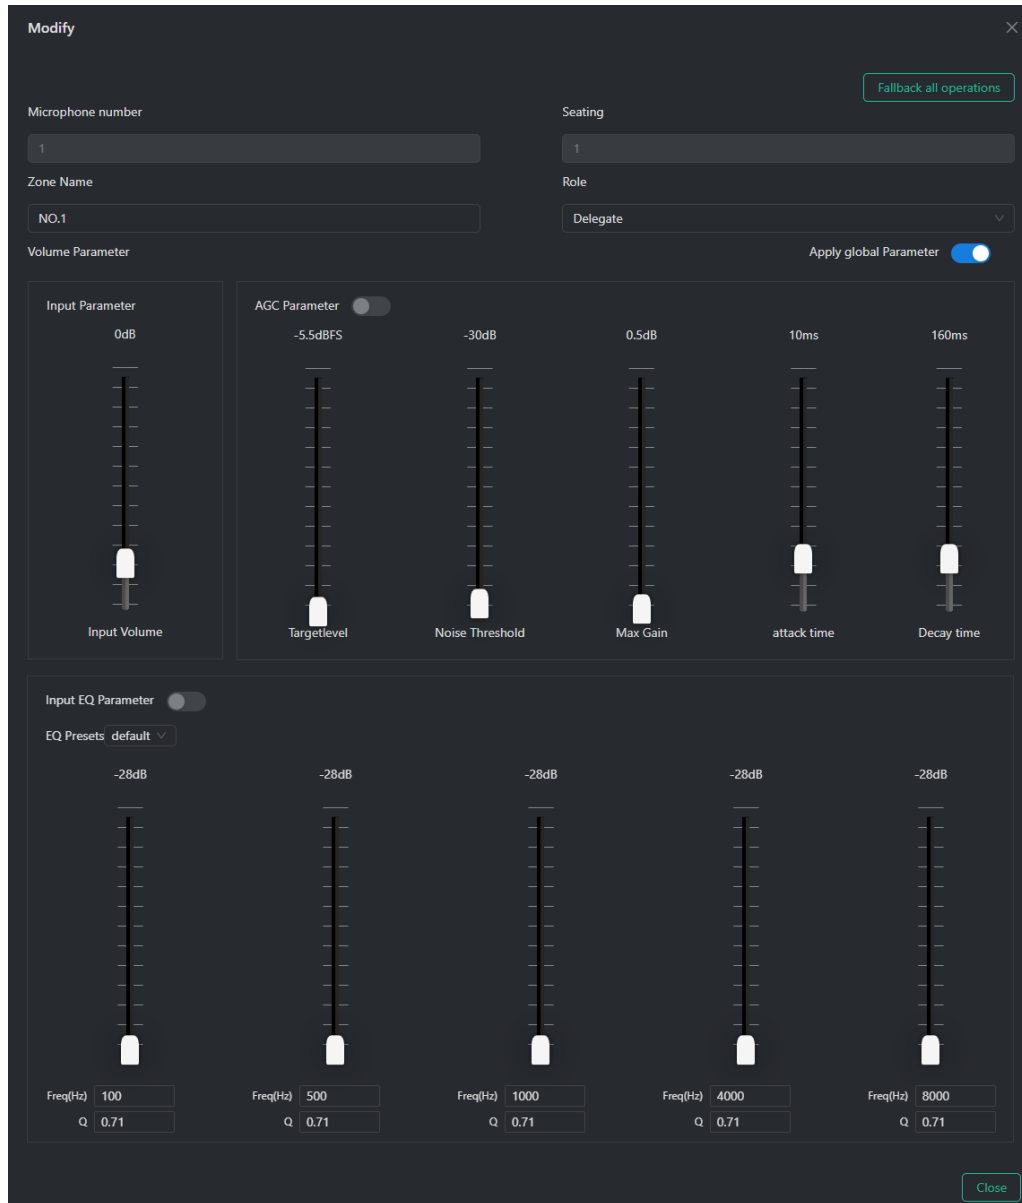 Modify
Fallback all operations
Microphone number Seating
1 1
Zone Name Role
NO.1 Delegate
Volume Parameter Apply global Parameter
Input Parameter AGC Parameter
0dB -5.5dBFS -30dB 0.5dB 10ms 160ms
Input Volume Targetlevel Noise Threshold Max Gain attack time Decay time
Input EQ Parameter
EQ Presets default
-28dB -28dB -28dB -28dB -28dB
Freq(Hz) 100 Freq(Hz) 500 Freq(Hz) 1000 Freq(Hz) 4000 Freq(Hz) 8000
Q 0.71 Q 0.71 Q 0.71 Q 0.71 Q 0.71
Close